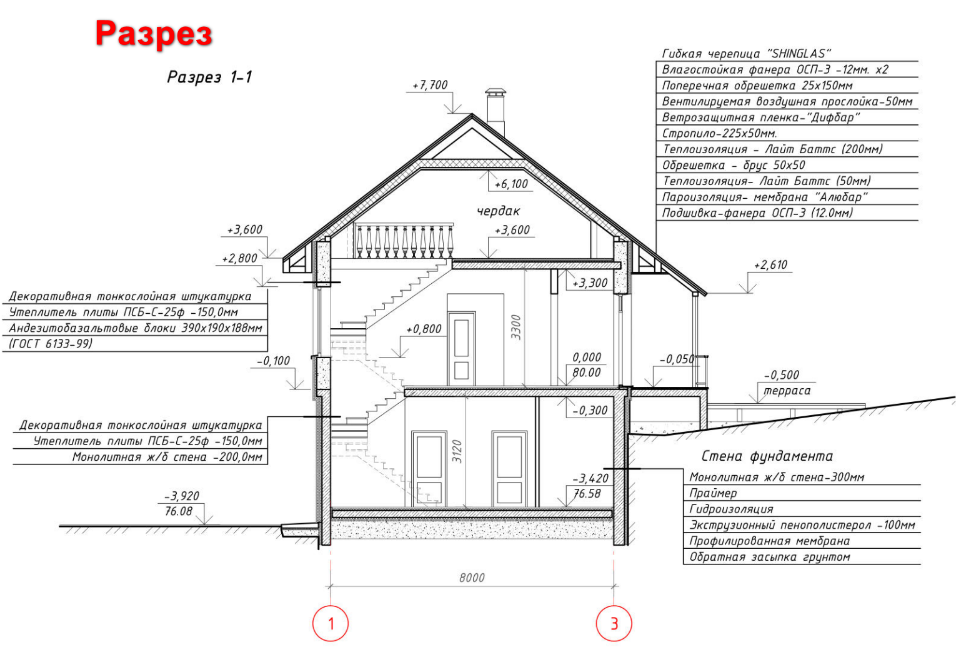 Разрез
Разрез 1-1
Гибкая черепица "SHINGLAS"
Влагостойкая фанера ОСП-3 -12мм. х2
Поперечная обрешетка 25х150мм
Вентилируемая воздушная прослойка-50мм
Ветрозащитная пленка-"Дифбар"
Стропило-225х50мм.
Теплоизоляция - Лайт Баттс (200мм)
Обрешетка - брус 50х50
Теплоизоляция- Лайт Баттс (50мм)
Пароизоляция- мембрана "Алюбар"
Подшивка-фанера ОСП-3 (12.0мм)
+7,700
+6,100
чердак
+3,600
+3,600
+2,800
+2,610
+3,300
Декоративная тонкослойная штукатурка
Утеплитель плиты ПСБ-С-25ф -150,0мм
Андезитобазальтовые блоки 390х190х188мм
(ГОСТ 6133-99)
3300
+0,800
-0,100
0,000
80.00
-0,050
-0,500
терраса
-0,300
Декоративная тонкослойная штукатурка
Утеплитель плиты ПСБ-С-25ф -150,0мм
Монолитная ж/б стена -200,0мм
3120
-3,420
76.58
-3,920
76.08
Стена фундамента
Монолитная ж/б стена-300мм
Праймер
Гидроизоляция
Экструзионный пенополистерол -100мм
Профилированная мембрана
Обратная засыпка грунтом
8000
1
3